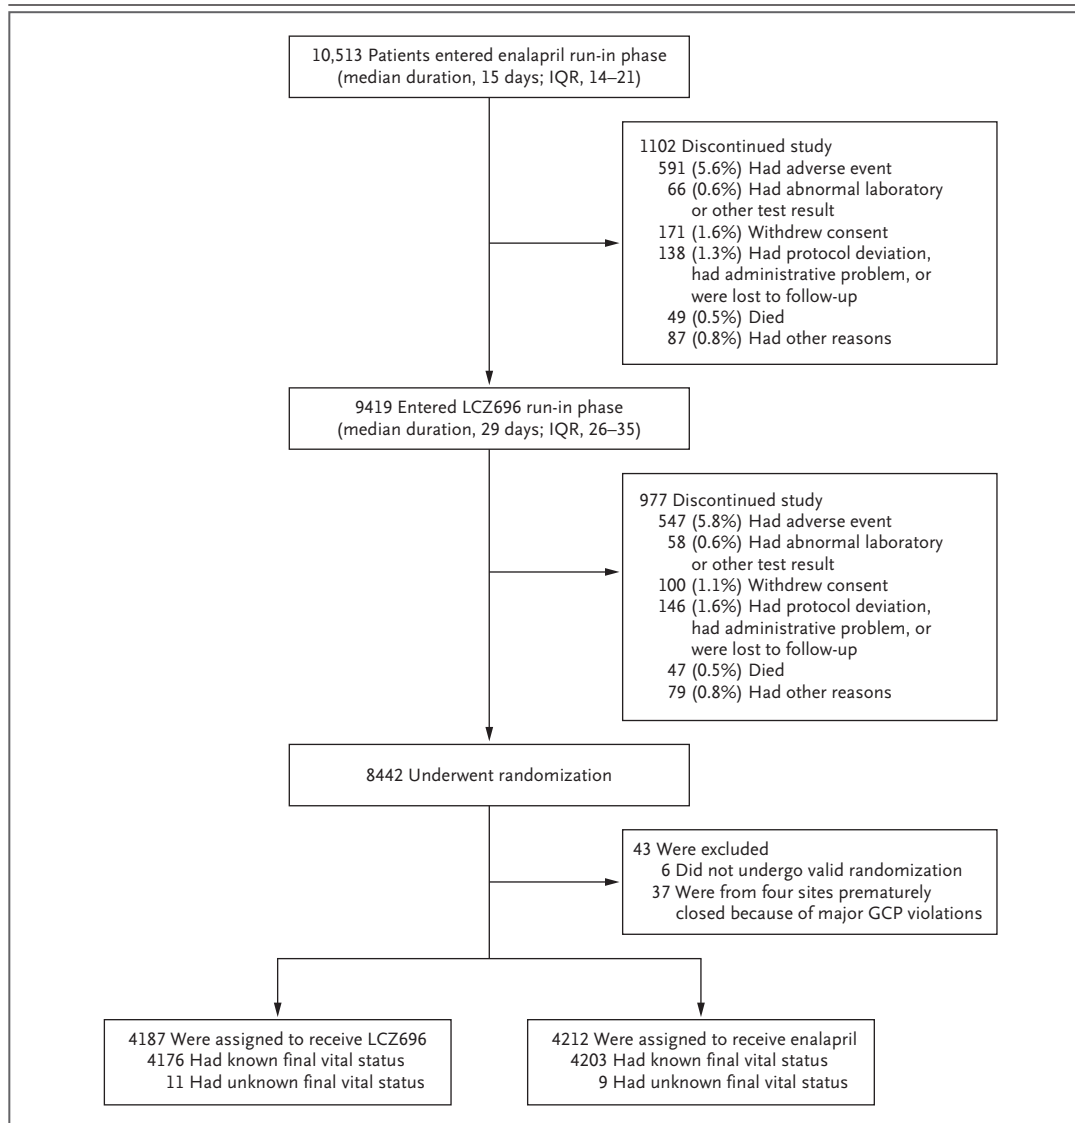 10,513 Patients entered enalapril run-in phase
(median duration, 15 days; IQR, 14–21)
1102 Discontinued study
591 (5.6%) Had adverse event
66 (0.6%) Had abnormal laboratory
or other test result
171 (1.6%) Withdrew consent
138 (1.3%) Had protocol deviation,
had administrative problem, or
were lost to follow-up
49 (0.5%) Died
87 (0.8%) Had other reasons
9419 Entered LCZ696 run-in phase
(median duration, 29 days; IQR, 26–35)
977 Discontinued study
547 (5.8%) Had adverse event
58 (0.6%) Had abnormal laboratory
or other test result
100 (1.1%) Withdrew consent
146 (1.6%) Had protocol deviation,
had administrative problem, or
were lost to follow-up
47 (0.5%) Died
79 (0.8%) Had other reasons
8442 Underwent randomization
43 Were excluded
6 Did not undergo valid randomization
37 Were from four sites prematurely
closed because of major GCP violations
4187 Were assigned to receive LCZ696
4176 Had known final vital status
11 Had unknown final vital status
4212 Were assigned to receive enalapril
4203 Had known final vital status
9 Had unknown final vital status